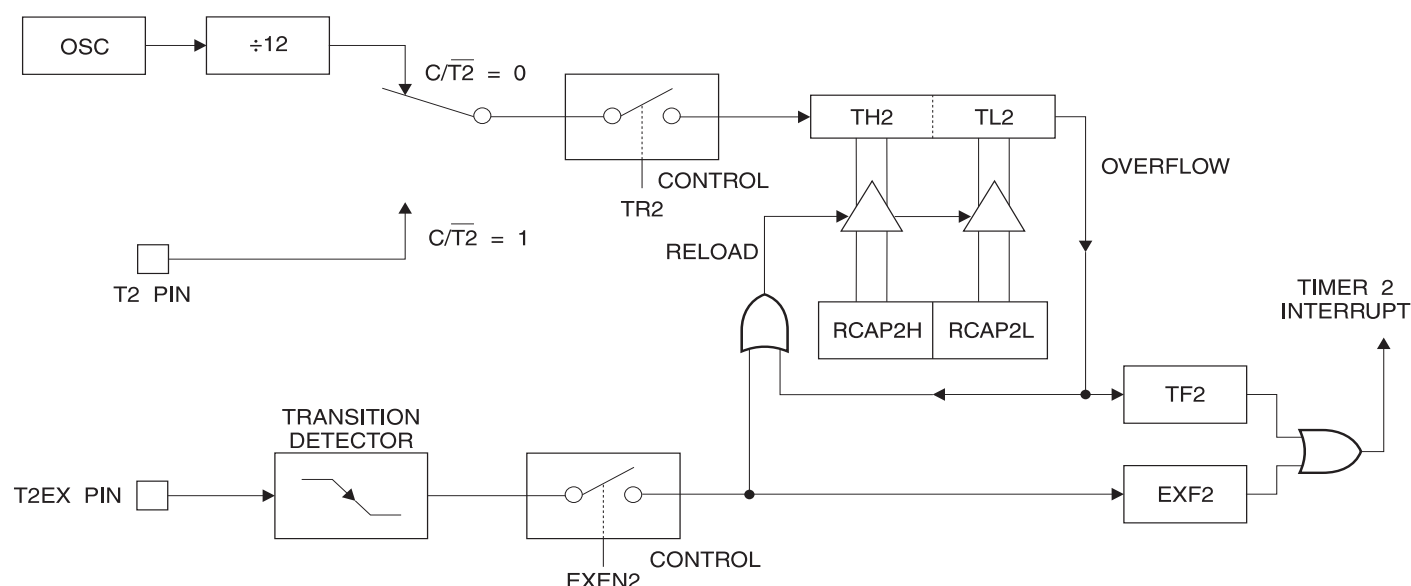 OSC
÷12
C/T2̅ = 0
TH2
TL2
CONTROL
TR2
OVERFLOW
C/T2̅ = 1
RELOAD
T2 PIN
RCAP2H
RCAP2L
TIMER 2
INTERRUPT
TF2
TRANSITION
DETECTOR
T2EX PIN
EXF2
CONTROL
EXEN2